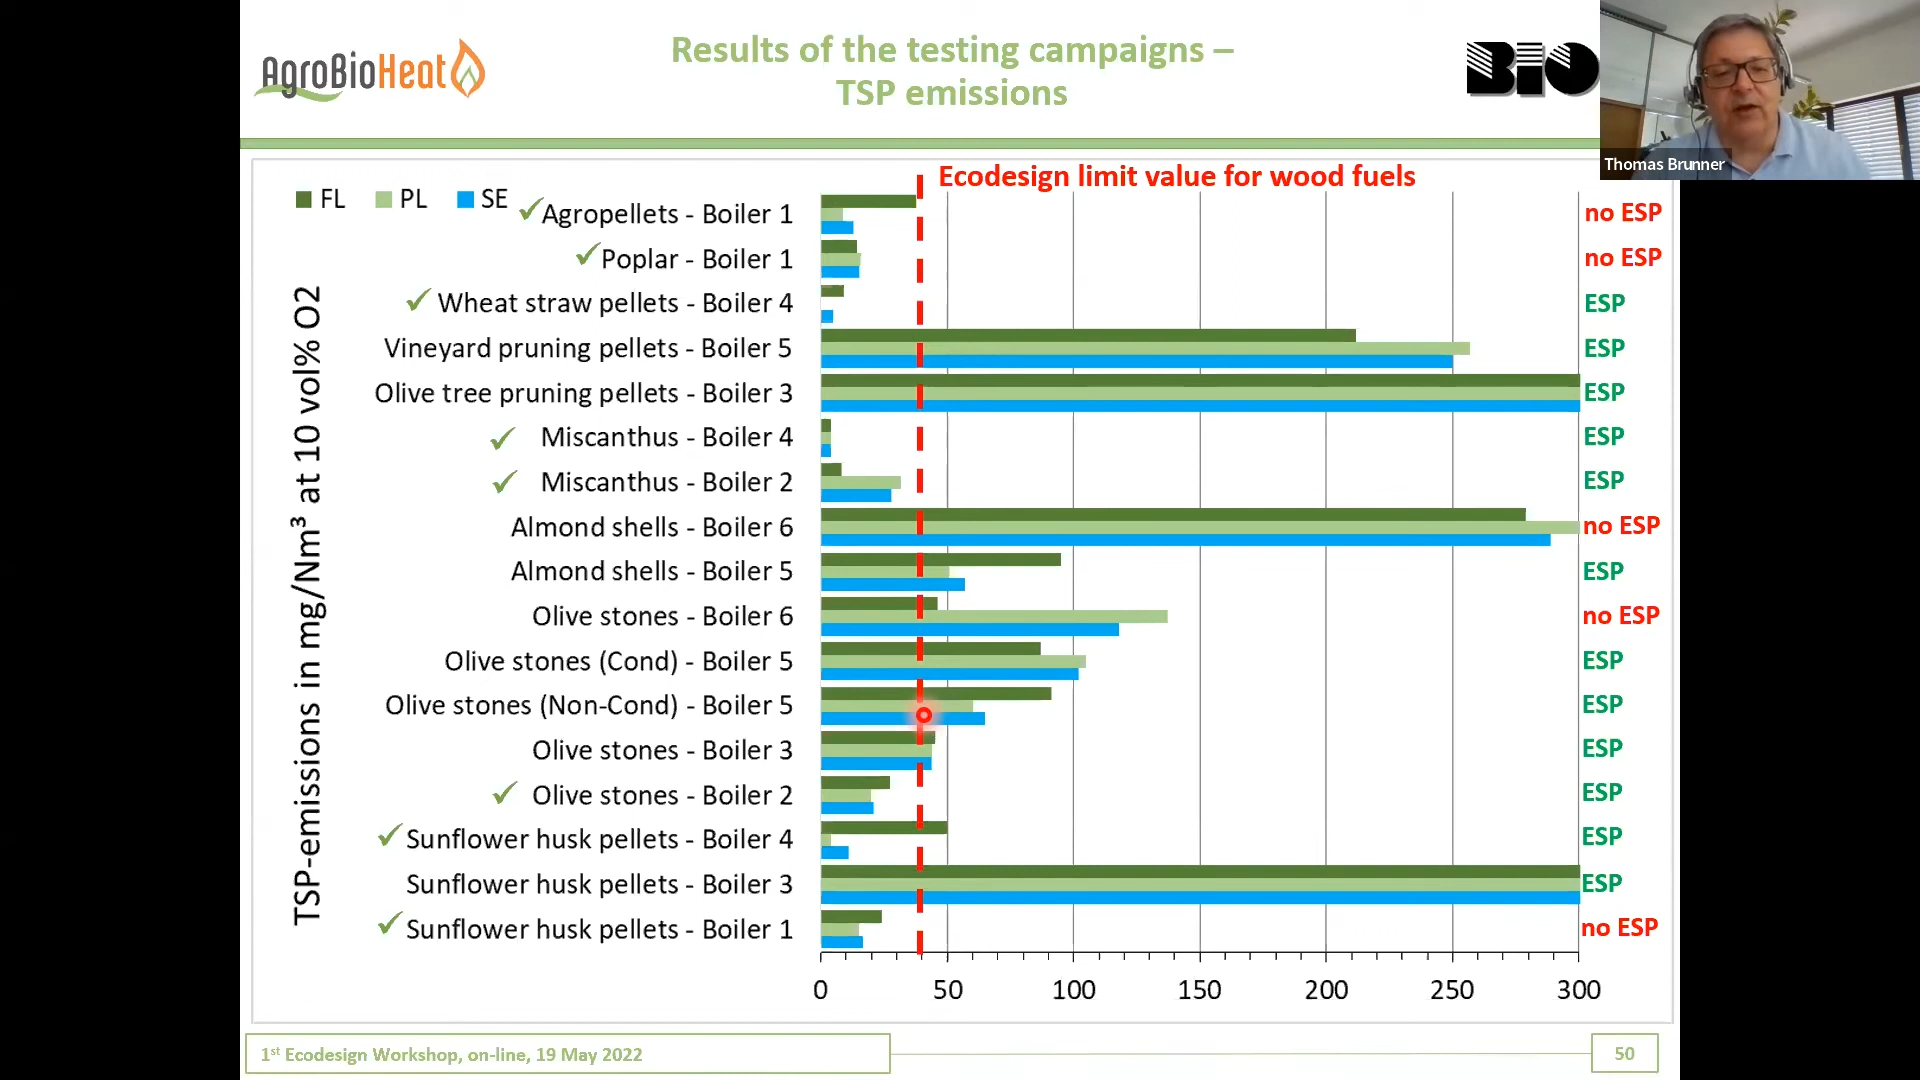 AgroBioHeat
Results of the testing campaigns –
TSP emissions
BIO
Thomas Brunner
Ecodesign limit value for wood fuels
FL PL SE
TSP-emissions in mg/Nm³ at 10 vol% O2
Agropellets - Boiler 1 no ESP
Poplar - Boiler 1 no ESP
Wheat straw pellets - Boiler 4 ESP
Vineyard pruning pellets - Boiler 5 ESP
Olive tree pruning pellets - Boiler 3 ESP
Miscanthus - Boiler 4 ESP
Miscanthus - Boiler 2 ESP
Almond shells - Boiler 6 no ESP
Almond shells - Boiler 5 ESP
Olive stones - Boiler 6 no ESP
Olive stones (Cond) - Boiler 5 ESP
Olive stones (Non-Cond) - Boiler 5 ESP
Olive stones - Boiler 3 ESP
Olive stones - Boiler 2 ESP
Sunflower husk pellets - Boiler 4 ESP
Sunflower husk pellets - Boiler 3 ESP
Sunflower husk pellets - Boiler 1 no ESP
0 50 100 150 200 250 300
1st Ecodesign Workshop, on-line, 19 May 2022
50